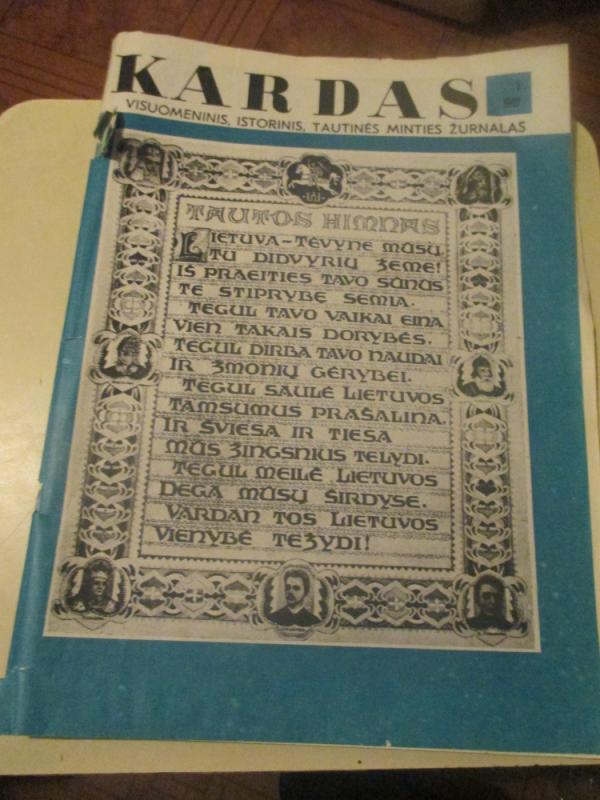 KARDAS
1
VISUOMENINIS, ISTORINIS, TAUTINĖS MINTIES ŽURNALAS
TAUTOS HIMNAS
LIETUVA-TĖVYNE MŪSŲ,
TU DIDVYRIŲ ŽEME!
IŠ PRAEITIES TAVO SŪNŪS
TE STIPRYBĘ SEMIA.
TEGUL TAVO VAIKAI EINA
VIEN TAKAIS DORYBĖS,
TEGUL DIRBA TAVO NAUDAI
IR ŽMONIŲ GĖRYBEI.
TEGUL SAULĖ LIETUVOS
TAMSUMUS PRAŠALINA,
IR ŠVIESA IR TIESA
MŪS ŽINGSNIUS TELYDI.
TEGUL MEILĖ LIETUVOS
DEGA MŪSŲ ŠIRDYSE,
VARDAN TOS LIETUVOS
VIENYBĖ TEŽYDI!